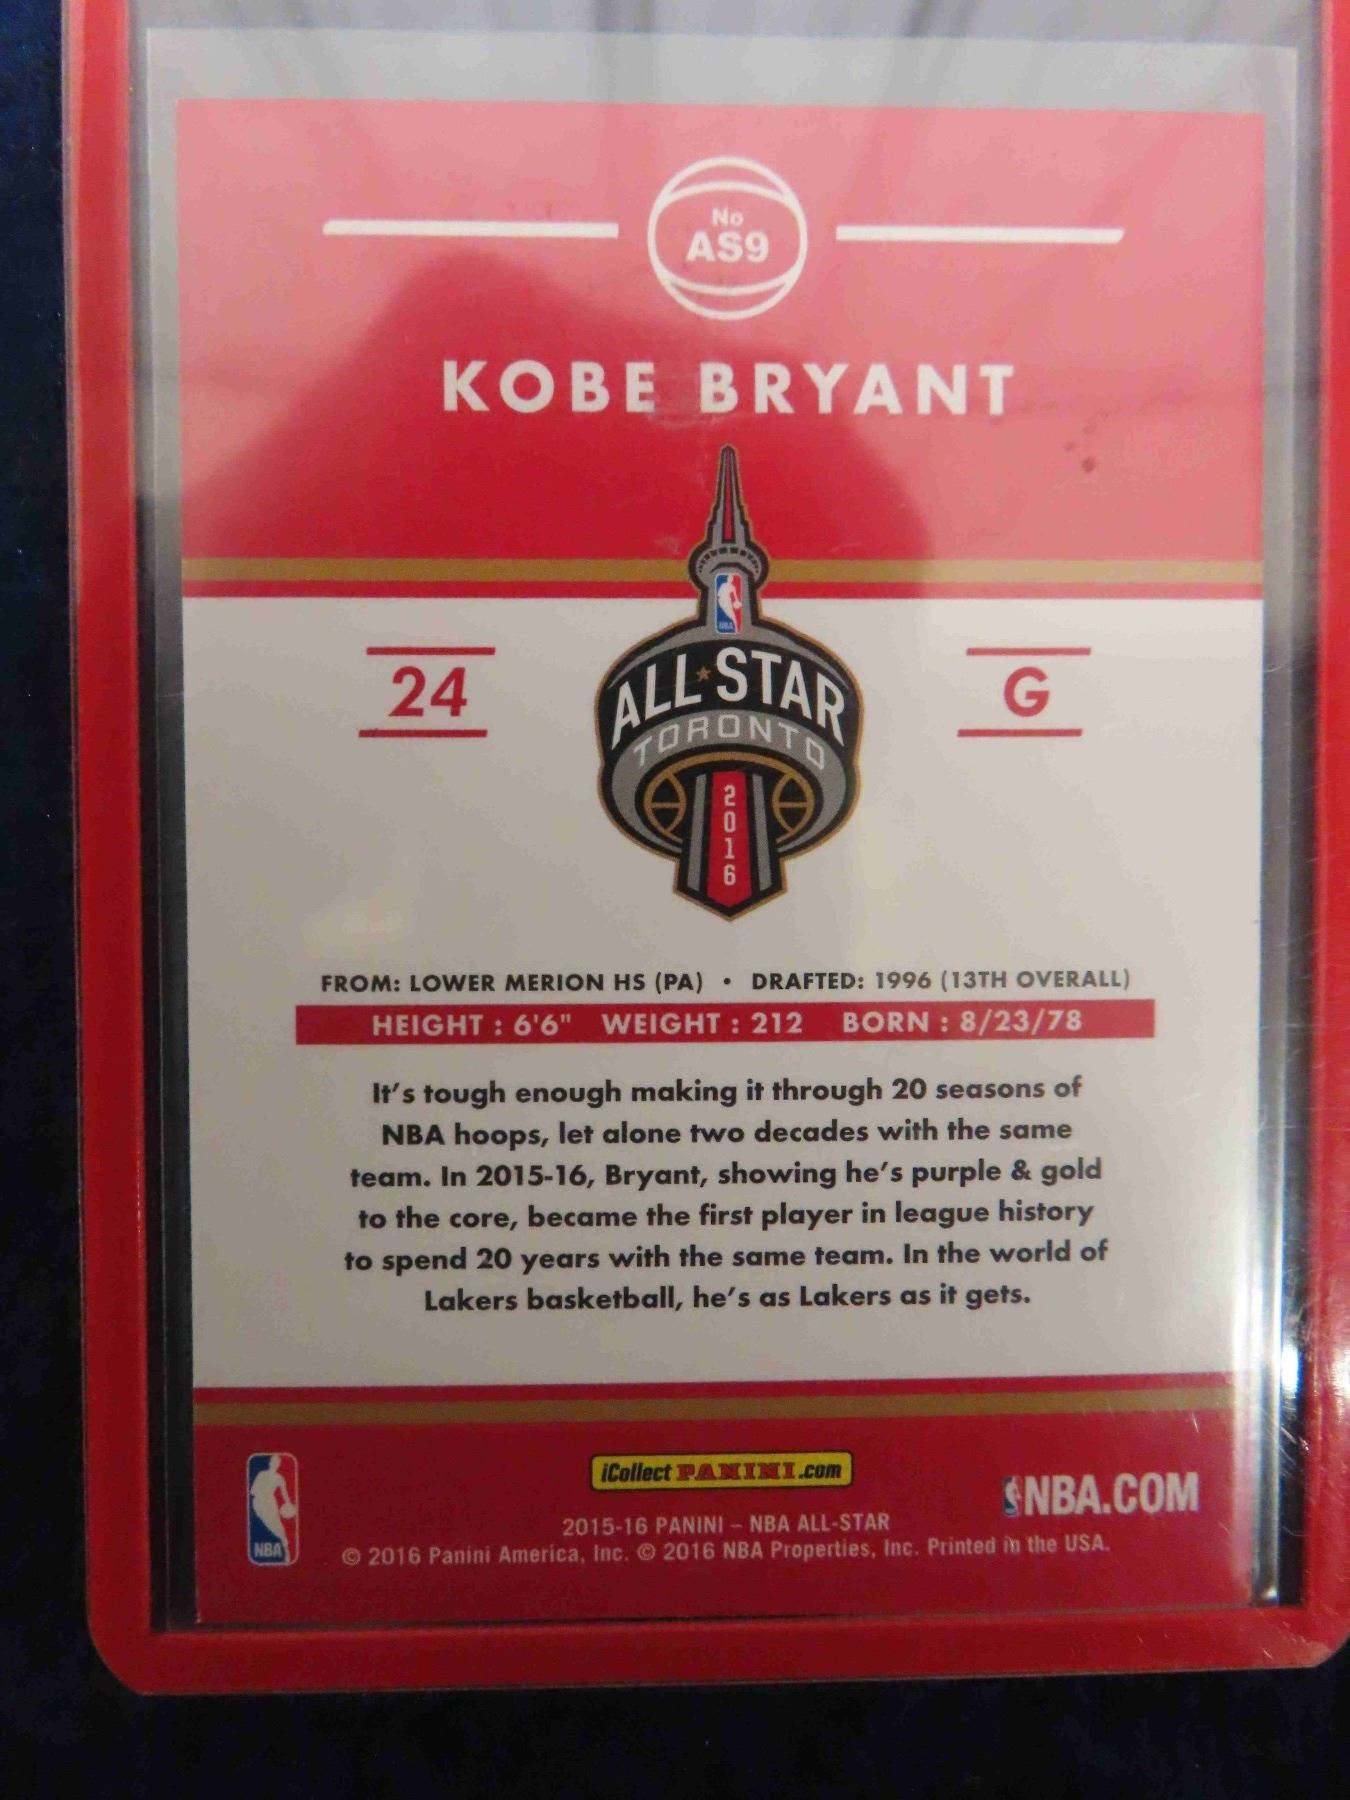 No
AS9
KOBE BRYANT
NBA
ALL★STAR
TORONTO
2016
24
G
FROM: LOWER MERION HS (PA) • DRAFTED: 1996 (13TH OVERALL)
HEIGHT : 6'6" WEIGHT : 212 BORN : 8/23/78
It's tough enough making it through 20 seasons of
NBA hoops, let alone two decades with the same
team. In 2015-16, Bryant, showing he's purple & gold
to the core, became the first player in league history
to spend 20 years with the same team. In the world of
Lakers basketball, he's as Lakers as it gets.
NBA
iCollect PANINI.com
NBA.COM
2015-16 PANINI – NBA ALL-STAR
© 2016 Panini America, Inc. © 2016 NBA Properties, Inc. Printed in the USA.